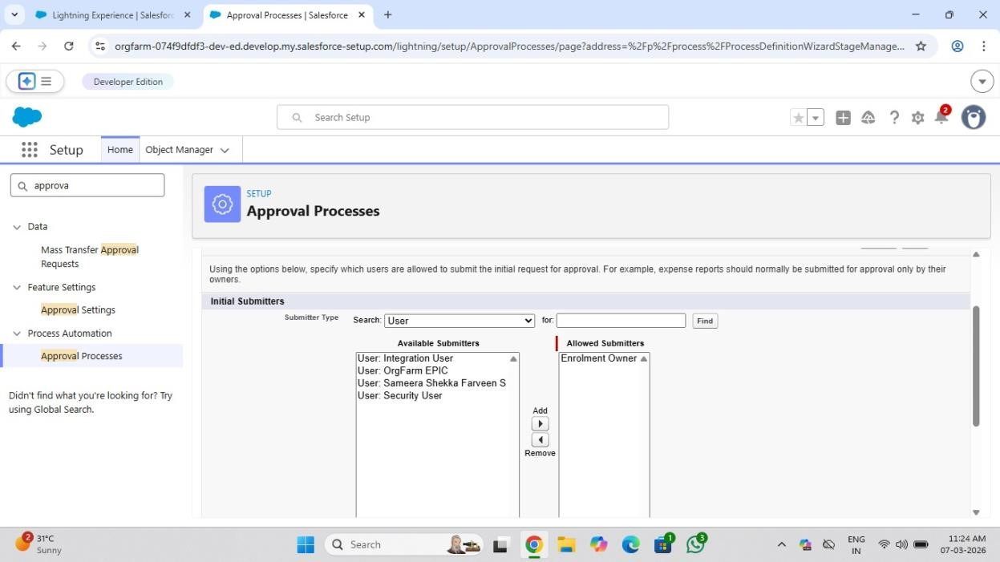 Lightning Experience | Salesforc
Approval Processes | Salesforce
orgfarm-074f9dfdf3-dev-ed.develop.my.salesforce-setup.com/lightning/setup/ApprovalProcesses/page?address=%2Fp%2Fprocess%2FProcessDefinitionWizardStageManage...
Developer Edition
Search Setup
2
Setup
Home
Object Manager
approva
SETUP
Approval Processes
Data
Mass Transfer Approval
Requests
Feature Settings
Approval Settings
Process Automation
Approval Processes
Didn't find what you're looking for? Try
using Global Search.
Using the options below, specify which users are allowed to submit the initial request for approval. For example, expense reports should normally be submitted for approval only by their
owners.
Initial Submitters
Submitter Type
Search: User
for:
Find
Available Submitters
Allowed Submitters
User: Integration User
User: OrgFarm EPIC
User: Sameera Shekka Farveen S
User: Security User
Add
Remove
Enrolment Owner
2
31°C
Sunny
Search
1
3
ENG
IN
11:24 AM
07-03-2026